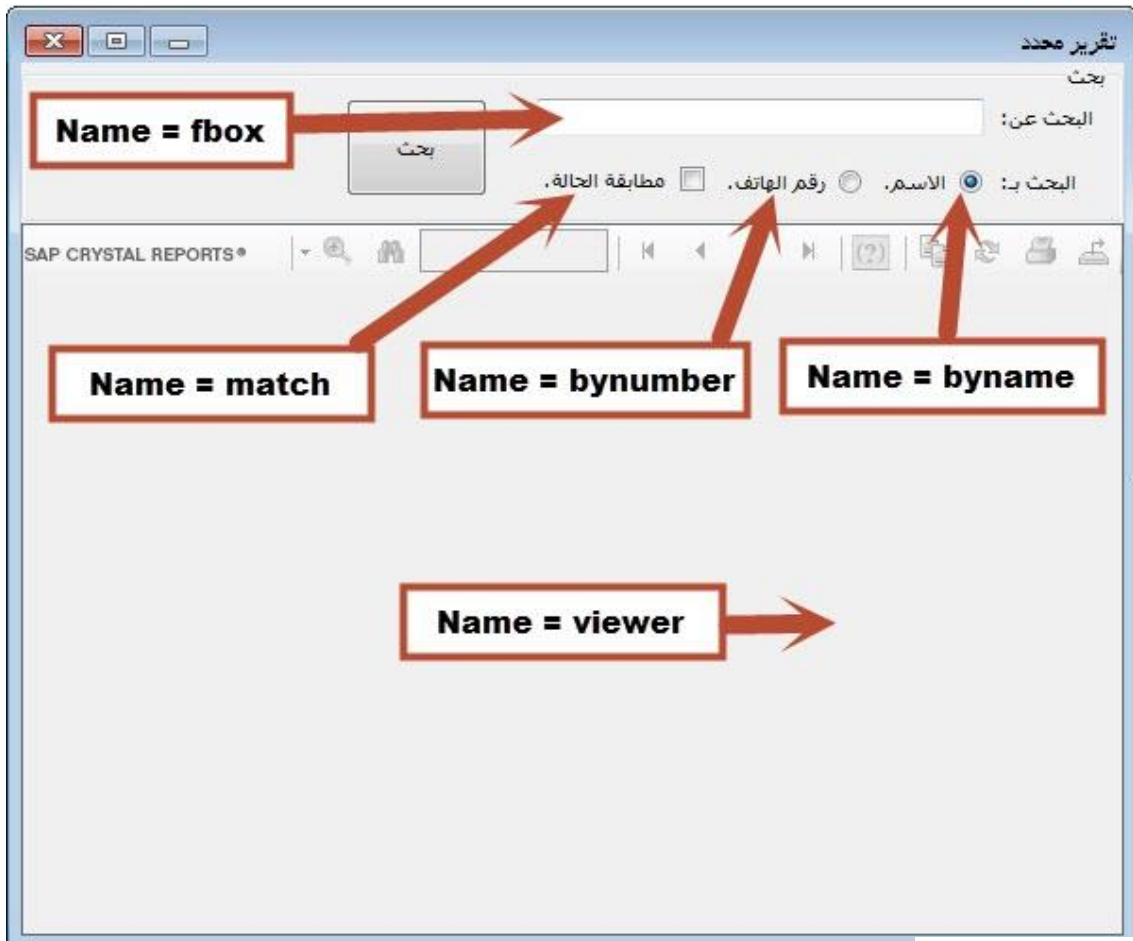 تقرير محدد
بحث
البحث عن:
Name = fbox
بحث
البحث بـ: الاسم. رقم الهاتف. مطابقة الحالة.
SAP CRYSTAL REPORTS®
(?)
Name = match
Name = bynumber
Name = byname
Name = viewer